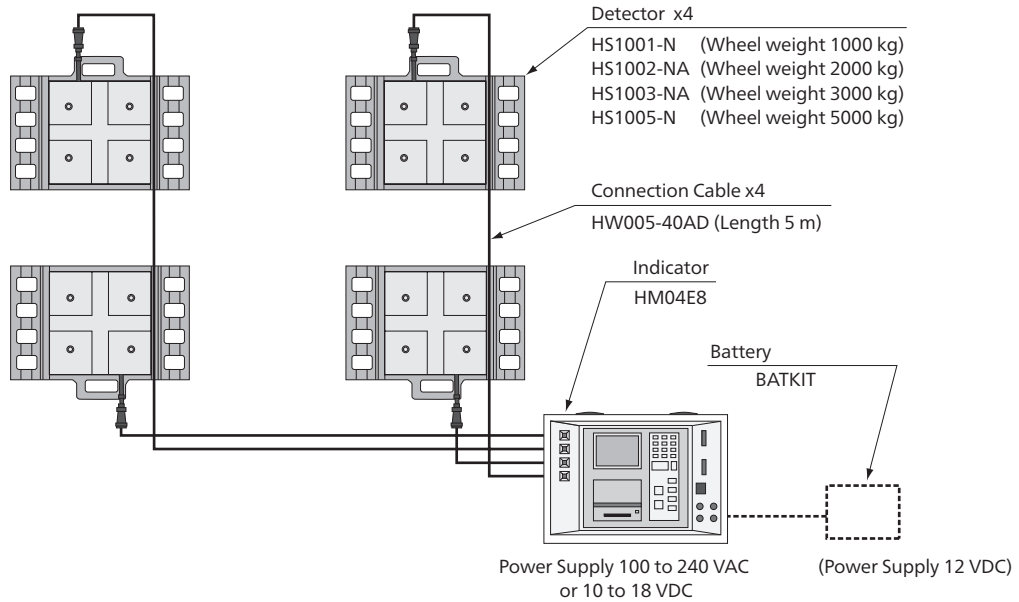 Detector x4
HS1001-N (Wheel weight 1000 kg)
HS1002-NA (Wheel weight 2000 kg)
HS1003-NA (Wheel weight 3000 kg)
HS1005-N (Wheel weight 5000 kg)
Connection Cable x4
HW005-40AD (Length 5 m)
Indicator
HM04E8
Battery
BATKIT
Power Supply 100 to 240 VAC
or 10 to 18 VDC
(Power Supply 12 VDC)